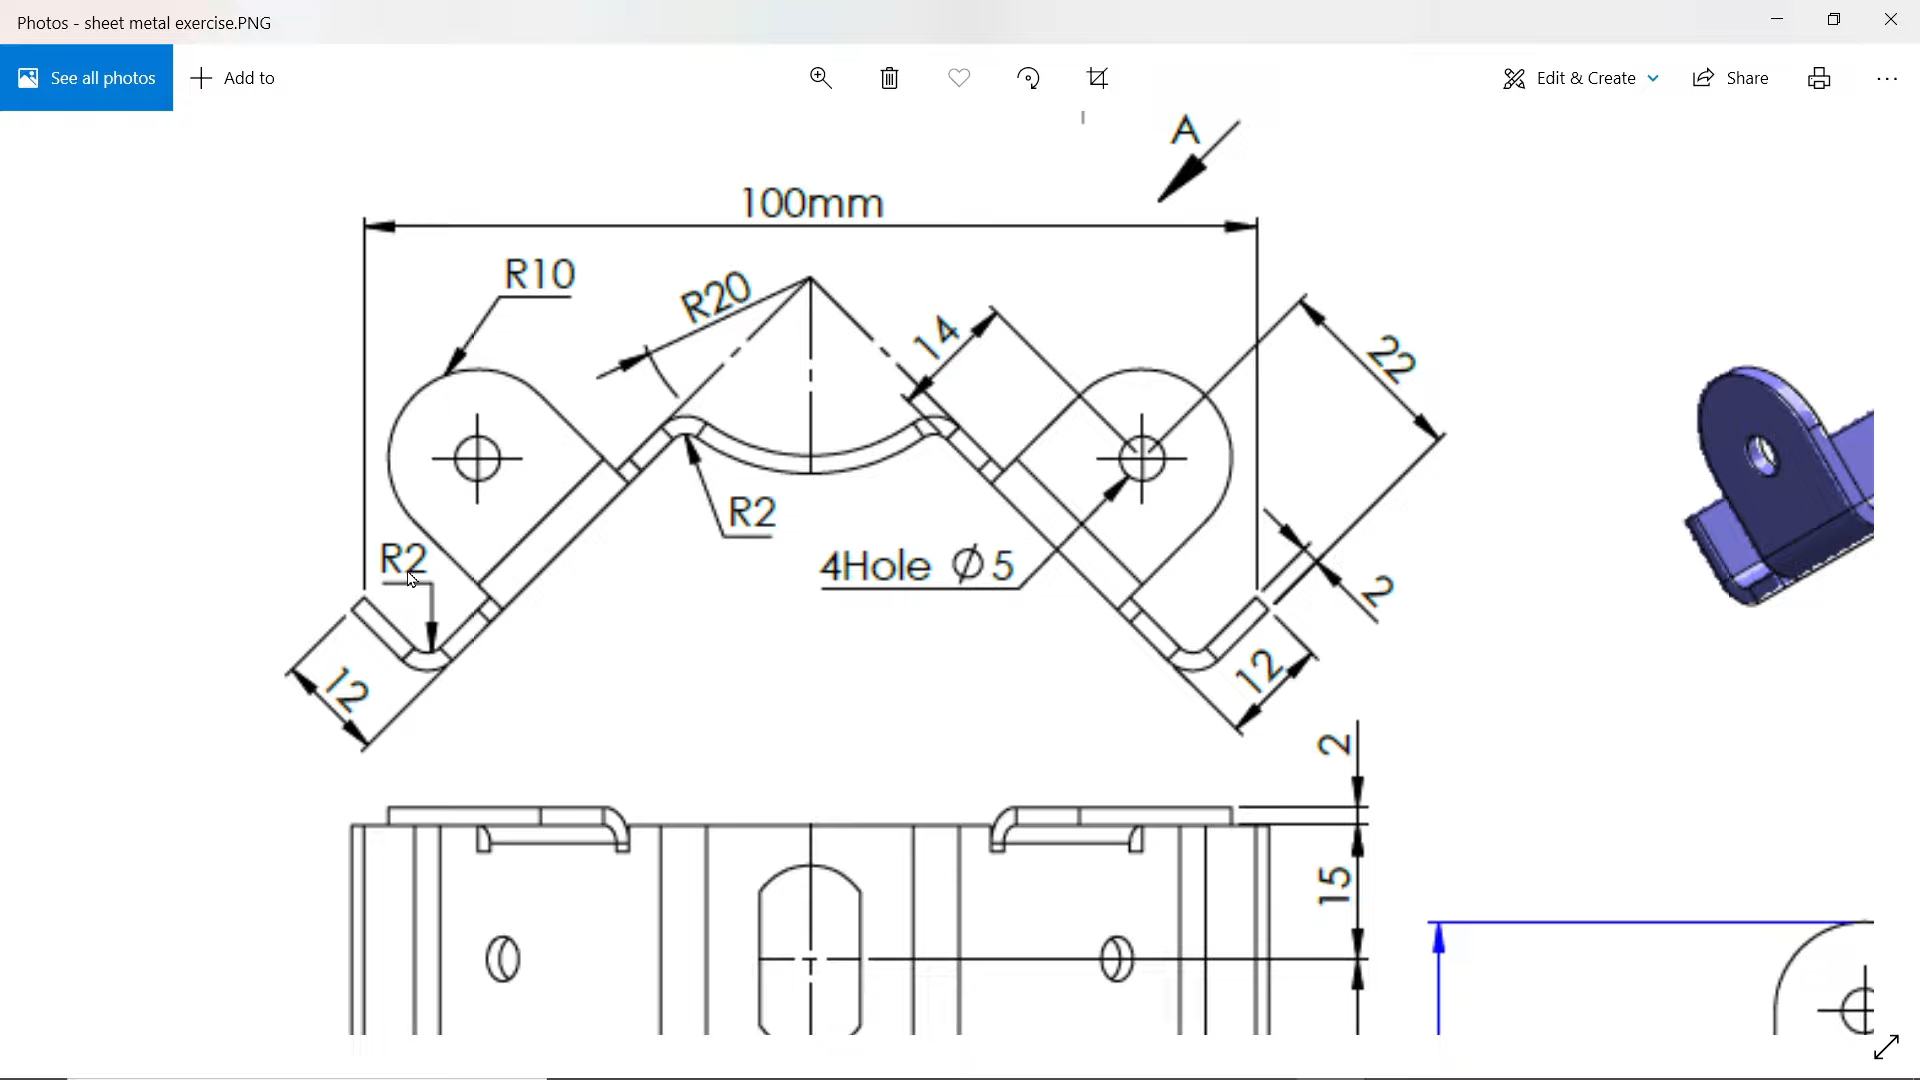 Photos - sheet metal exercise.PNG
See all photos
Add to
Edit & Create
Share
A
100mm
R10
R20
14
22
R2
R2
4Hole ⌀5
2
12
12
2
15